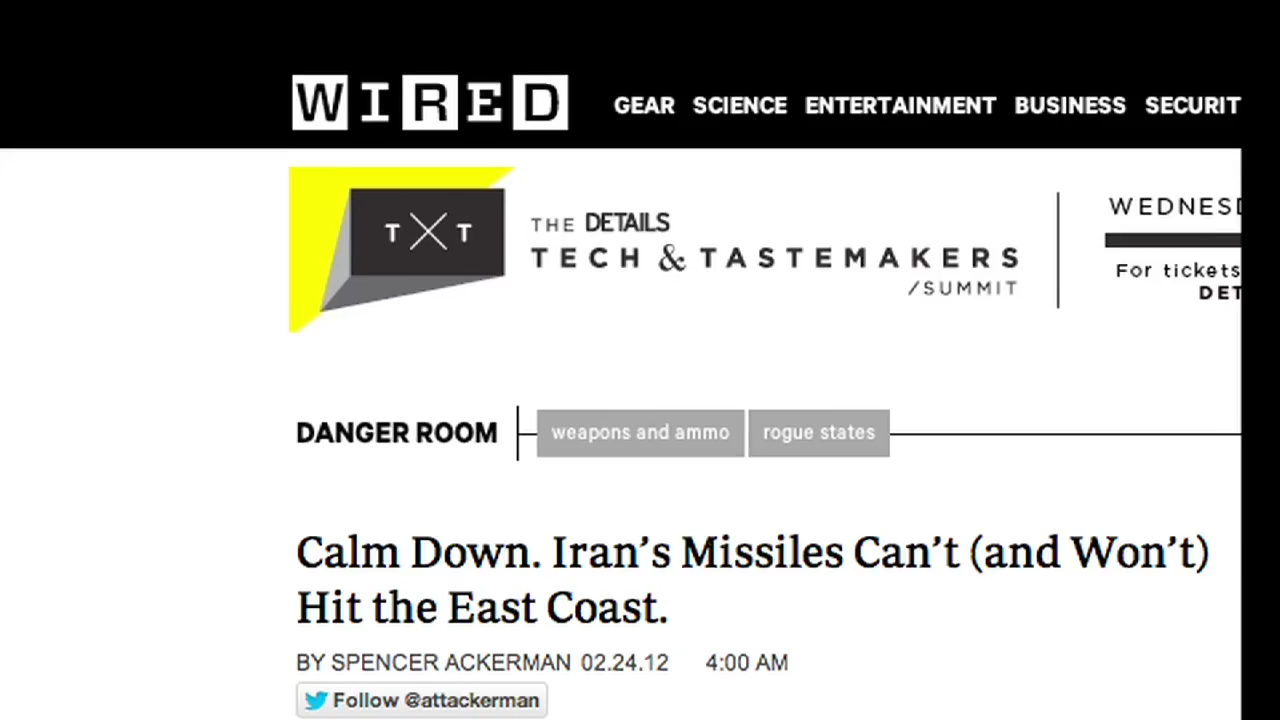 WIRED GEAR SCIENCE ENTERTAINMENT BUSINESS SECURIT
T T
THE DETAILS
TECH & TASTEMAKERS
/SUMMIT
WEDNESD
For tickets
DET
DANGER ROOM weapons and ammo rogue states
Calm Down. Iran’s Missiles Can’t (and Won’t)
Hit the East Coast.
BY SPENCER ACKERMAN 02.24.12 4:00 AM
Follow @attackerman